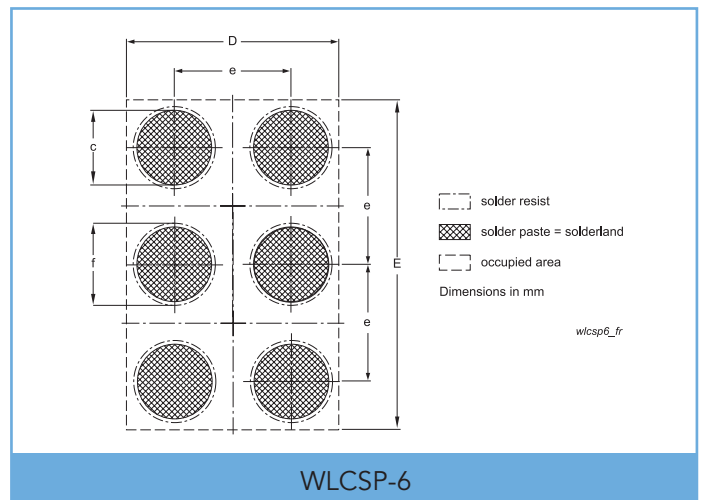 D
e
c
e
solder resist
solder paste = solderland
f
E
occupied area
Dimensions in mm
e
wlcsp6_fr
WLCSP-6